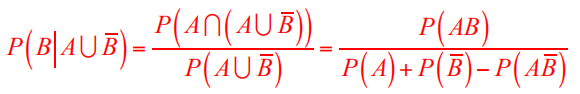 P(B|A∪B̅) = P(A∩(A∪B̅)) / P(A∪B̅) = P(AB) / (P(A)+P(B̅)−P(AB̅))